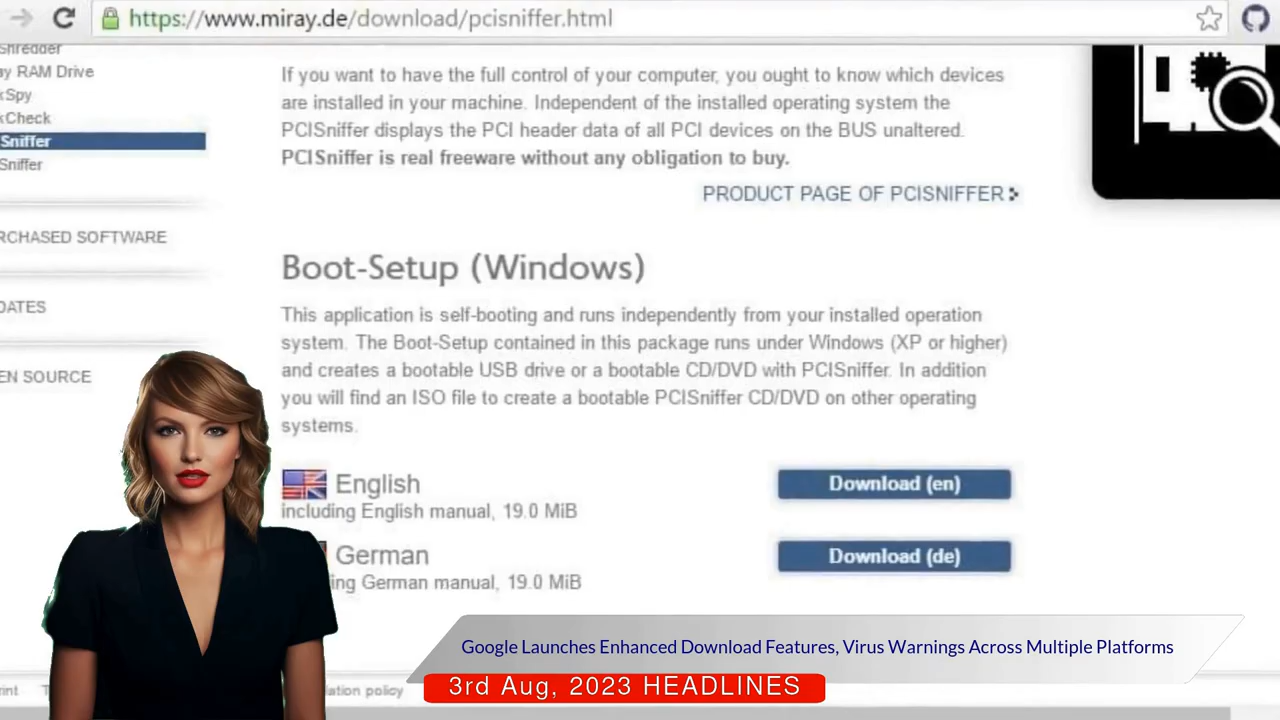 https://www.miray.de/download/pcisniffer.html
Shredder
ay RAM Drive
kSpy
kCheck
Sniffer
Sniffer
RCHASED SOFTWARE
DATES
EN SOURCE
If you want to have the full control of your computer, you ought to know which devices
are installed in your machine. Independent of the installed operating system the
PCISniffer displays the PCI header data of all PCI devices on the BUS unaltered.
PCISniffer is real freeware without any obligation to buy.
PRODUCT PAGE OF PCISNIFFER
Boot-Setup (Windows)
This application is self-booting and runs independently from your installed operation
system. The Boot-Setup contained in this package runs under Windows (XP or higher)
and creates a bootable USB drive or a bootable CD/DVD with PCISniffer. In addition
you will find an ISO file to create a bootable PCISniffer CD/DVD on other operating
systems.
English
Download (en)
including English manual, 19.0 MiB
German
Download (de)
ing German manual, 19.0 MiB
Google Launches Enhanced Download Features, Virus Warnings Across Multiple Platforms
3rd Aug, 2023 HEADLINES
rint
policy